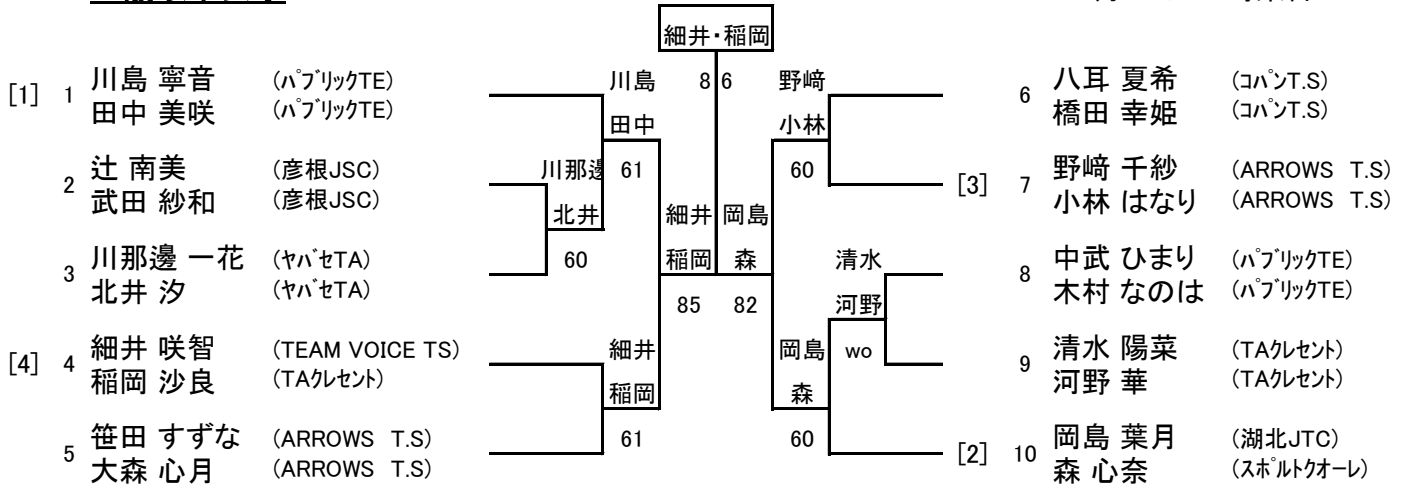 細井・稲岡
8 6
[1] 1 川島 寧音 (パブリックTE)
田中 美咲 (パブリックTE)
2 辻 南美 (彦根JSC)
武田 紗和 (彦根JSC)
3 川那邊 一花 (ヤバセTA)
北井 汐 (ヤバセTA)
[4] 4 細井 咲智 (TEAM VOICE TS)
稲岡 沙良 (TAクレセント)
5 笹田 すずな (ARROWS T.S)
大森 心月 (ARROWS T.S)
川那邊
北井
60
川島
田中
61
細井
稲岡
61
細井
稲岡
85
岡島
森
82
野﨑
小林
60
清水
河野
wo
岡島
森
60
6 八耳 夏希 (コパンT.S)
橋田 幸姫 (コパンT.S)
[3] 7 野﨑 千紗 (ARROWS T.S)
小林 はなり (ARROWS T.S)
8 中武 ひまり (パブリックTE)
木村 なのは (パブリックTE)
9 清水 陽菜 (TAクレセント)
河野 華 (TAクレセント)
[2] 10 岡島 葉月 (湖北JTC)
森 心奈 (スポルトクオーレ)